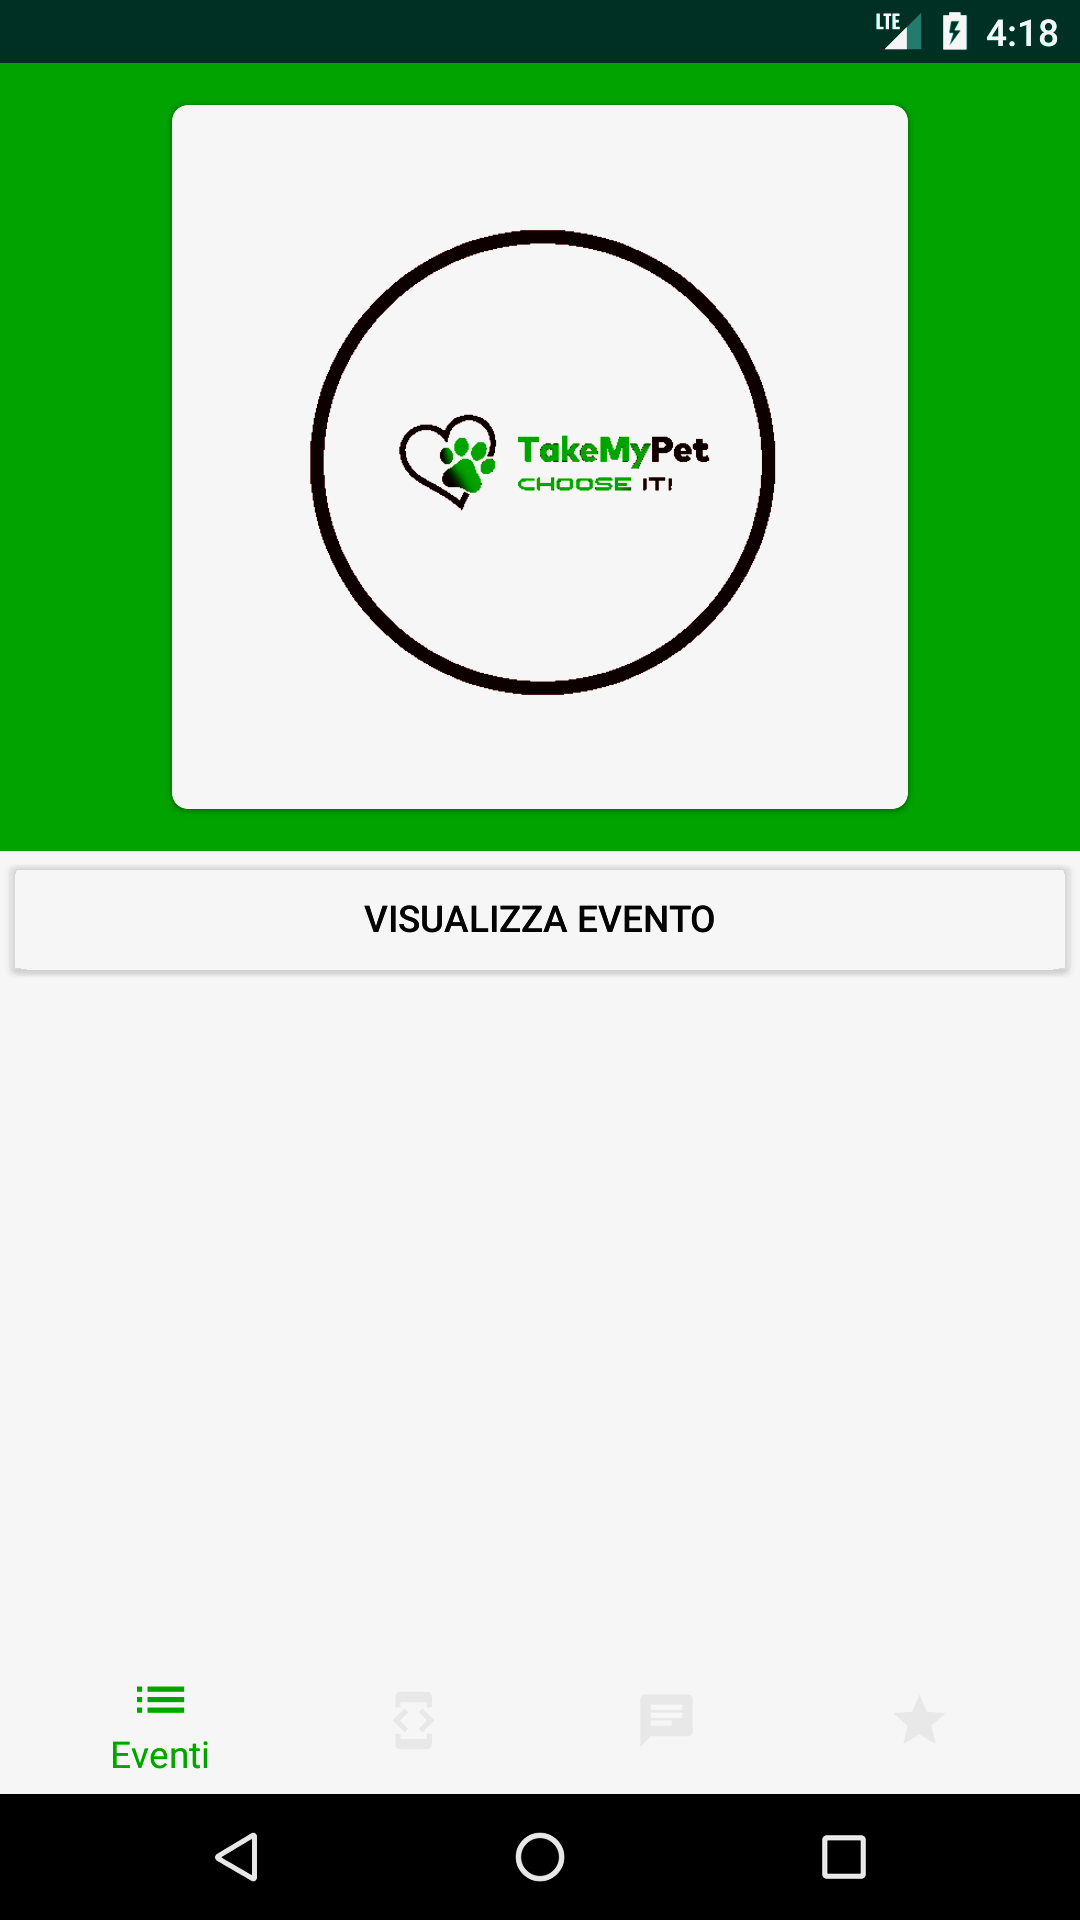 LTE 4:18
TakeMyPet
CHOOSE IT!
VISUALIZZA EVENTO
Eventi